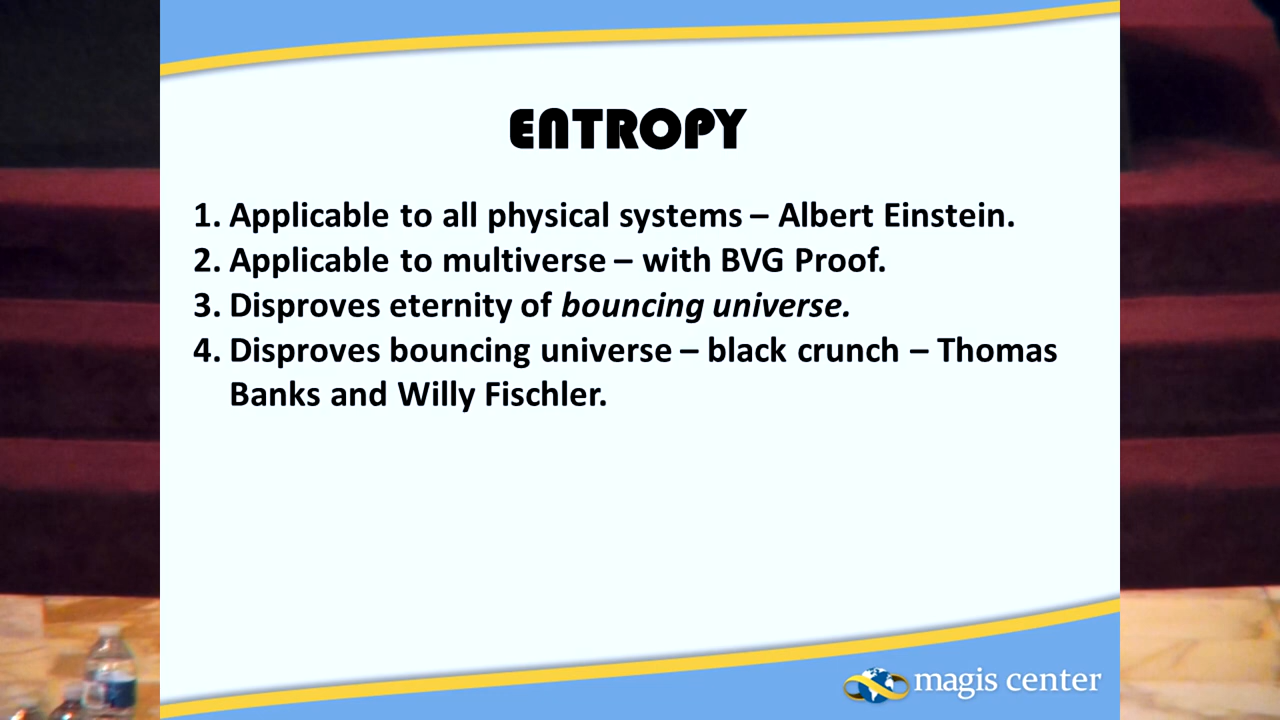 ENTROPY
1. Applicable to all physical systems – Albert Einstein.
2. Applicable to multiverse – with BVG Proof.
3. Disproves eternity of bouncing universe.
4. Disproves bouncing universe – black crunch – Thomas
Banks and Willy Fischler.
magis center